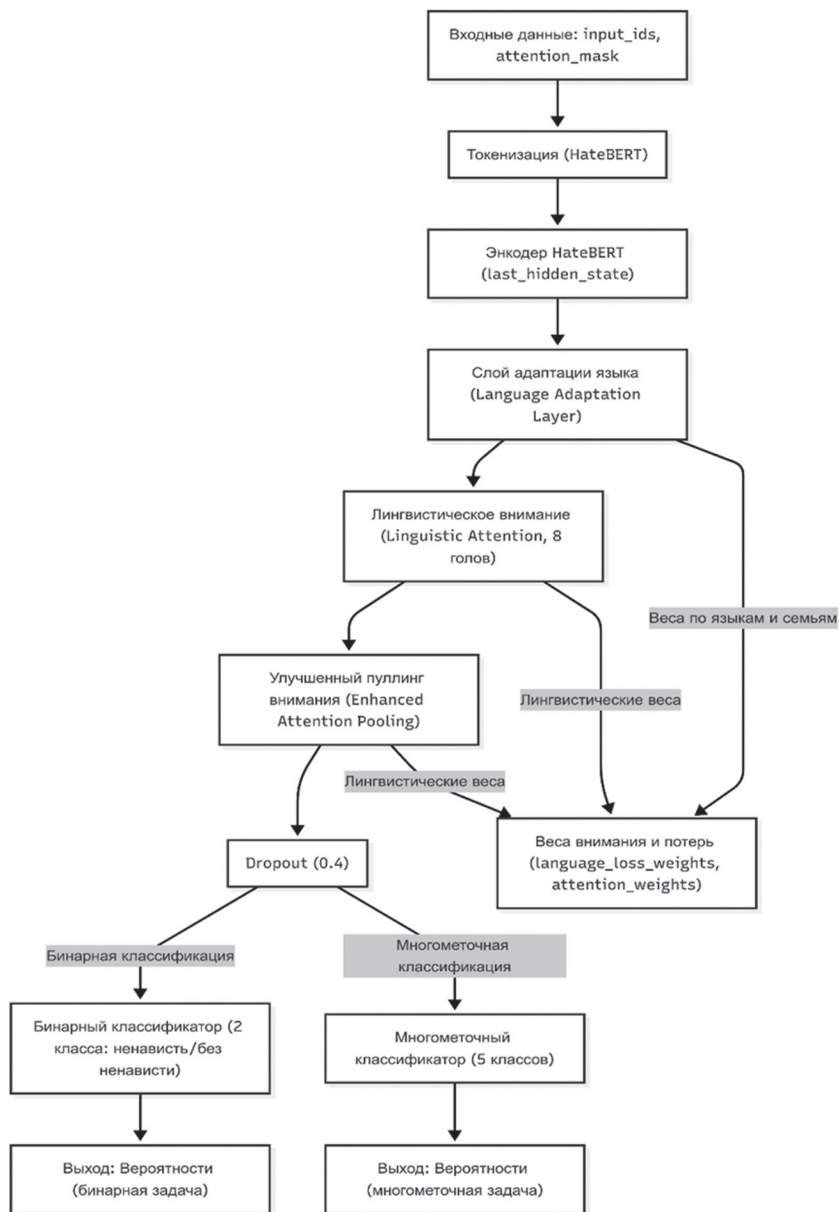 Входные данные: input_ids,
attention_mask
Токенизация (HateBERT)
Энкодер HateBERT
(last_hidden_state)
Слой адаптации языка
(Language Adaptation
Layer)
Лингвистическое внимание
(Linguistic Attention, 8
голов)
Веса по языкам и семьям
Улучшенный пуллинг
внимания (Enhanced
Attention Pooling)
Лингвистические веса
Лингвистические веса
Веса внимания и потерь
(language_loss_weights,
attention_weights)
Dropout (0.4)
Бинарная классификация
Многометочная
классификация
Бинарный классификатор (2
класса: ненависть/без
ненависти)
Многометочный
классификатор (5 классов)
Выход: Вероятности
(бинарная задача)
Выход: Вероятности
(многометочная задача)